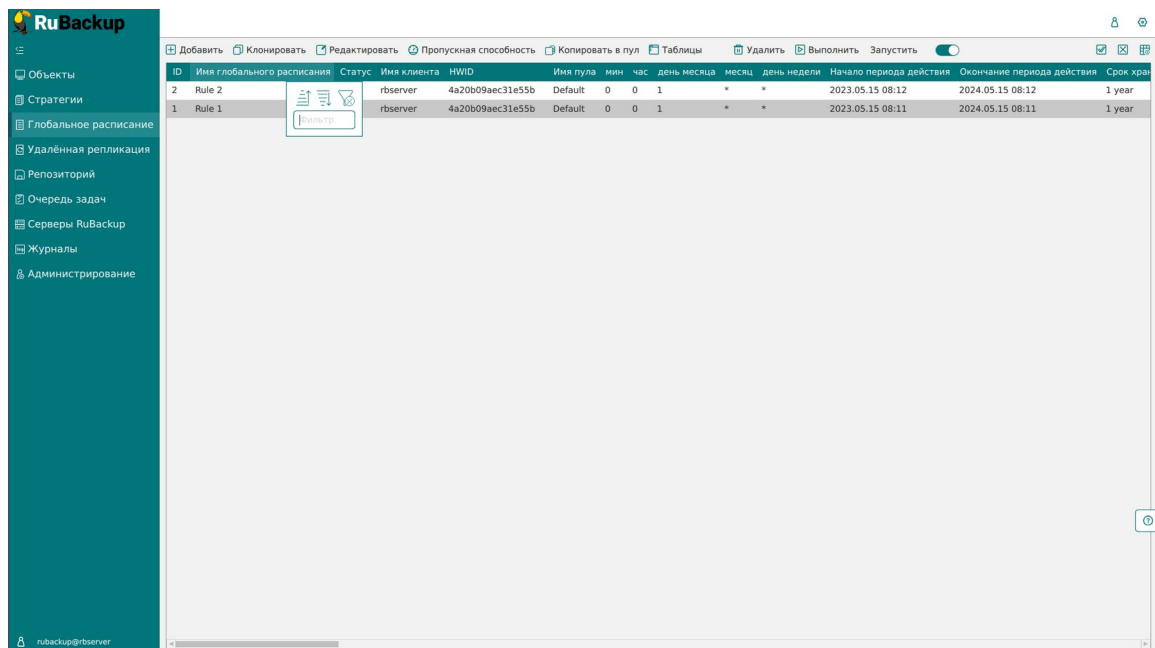 RuBackup
Добавить Клонировать Редактировать Пропускная способность Копировать в пул Таблицы Удалить Выполнить Запустить
Объекты
Стратегии
Глобальное расписание
Удалённая репликация
Репозиторий
Очередь задач
Серверы RuBackup
Журналы
Администрирование
ID Имя глобального расписания Статус Имя клиента HWID Имя пула мин час день месяца месяц день недели Начало периода действия Окончание периода действия Срок хран
2 Rule 2 rbserver 4a20b09aec31e55b Default 0 0 1 * * 2023.05.15 08:12 2024.05.15 08:12 1 year
1 Rule 1 rbserver 4a20b09aec31e55b Default 0 0 1 * * 2023.05.15 08:11 2024.05.15 08:11 1 year
Фильтр
rubackup@rbserver